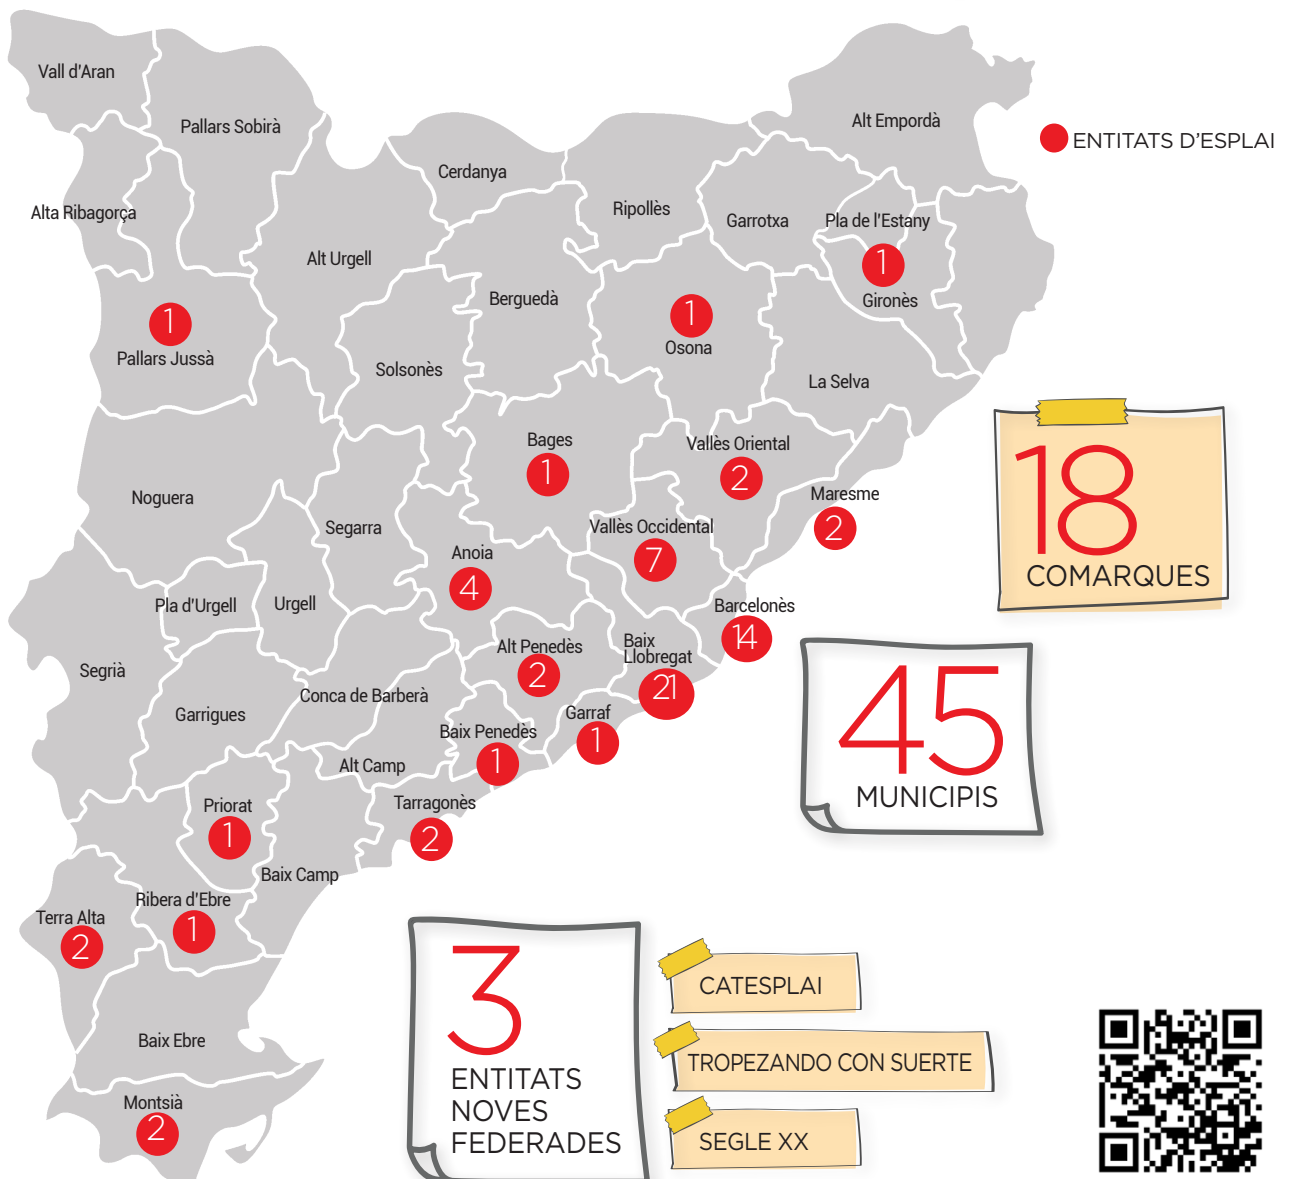 Vall d'Aran
Pallars Sobirà
Alt Empordà
ENTITATS D'ESPLAI
Cerdanya
Alta Ribagorça
Ripollès
Garrotxa
Pla de l'Estany
1
Gironès
Alt Urgell
Berguedà
1
Osona
1
Pallars Jussà
Solsonès
La Selva
Bages
1
Vallès Oriental
2
18
COMARQUES
Noguera
Segarra
Maresme
2
Vallès Occidental
7
Anoia
4
Pla d'Urgell
Urgell
Barcelonès
14
Alt Penedès
2
Baix
Llobregat
21
Segrià
Garrigues
Conca de Barberà
Garraf
1
Baix Penedès
1
45
MUNICIPIS
Alt Camp
Priorat
1
Tarragonès
2
Baix Camp
Ribera d'Ebre
1
Terra Alta
2
Baix Ebre
Montsià
2
3
ENTITATS
NOVES
FEDERADES
CATESPLAI
TROPEZANDO CON SUERTE
SEGLE XX